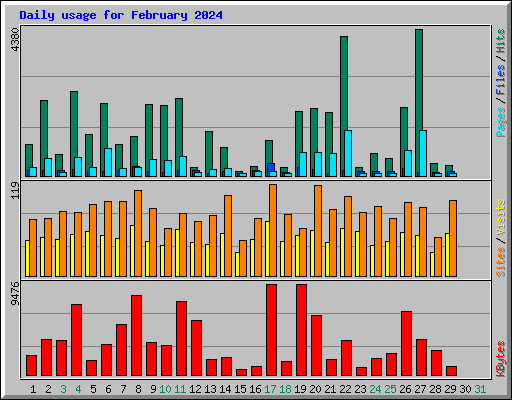 Daily usage for February 2024
4380
Pages / Files / Hits
119
Sites / Visits
9476
KBytes
1 2 3 4 5 6 7 8 9 10 11 12 13 14 15 16 17 18 19 20 21 22 23 24 25 26 27 28 29 30 31